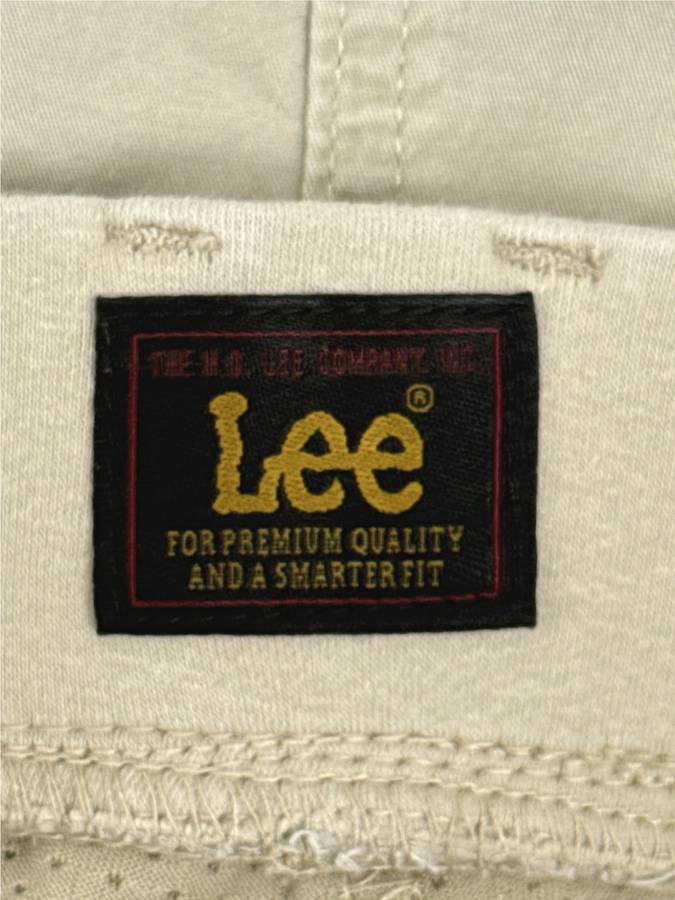 THE H.D. LEE COMPANY, INC.
Lee®
FOR PREMIUM QUALITY
AND A SMARTER FIT